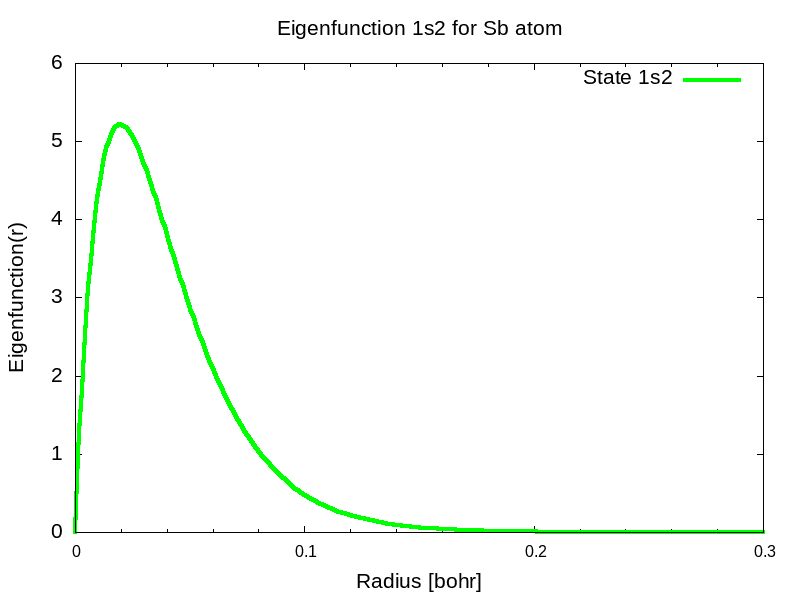 Eigenfunction 1s2 for Sb atom
State 1s2
6
5
4
3
2
1
0
Eigenfunction(r)
0 0.1 0.2 0.3
Radius [bohr]